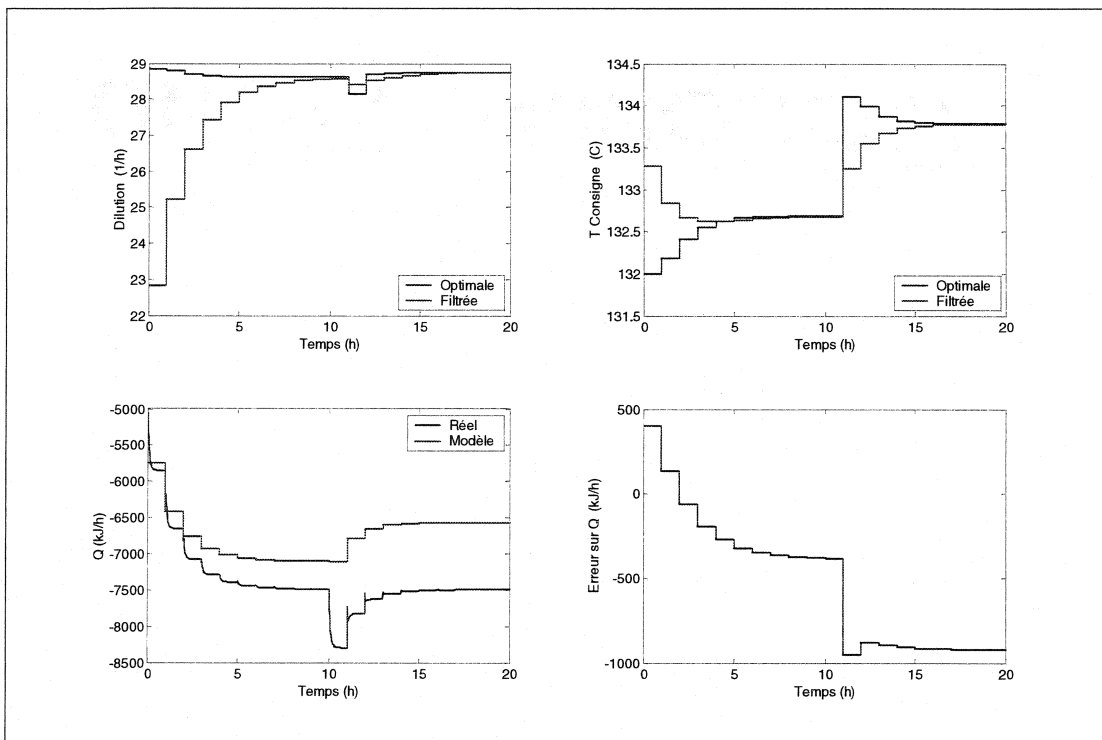 29
28
27
26
25
24
23
22
Dilution (1/h)
Optimale
Filtrée
0 5 10 15 20
Temps (h)
134.5
134
133.5
133
132.5
132
131.5
T Consigne (C)
Optimale
Filtrée
0 5 10 15 20
Temps (h)
-5000
-5500
-6000
-6500
-7000
-7500
-8000
-8500
Q (kJ/h)
Réel
Modèle
0 5 10 15 20
Temps (h)
500
0
-500
-1000
Erreur sur Q (kJ/h)
0 5 10 15 20
Temps (h)